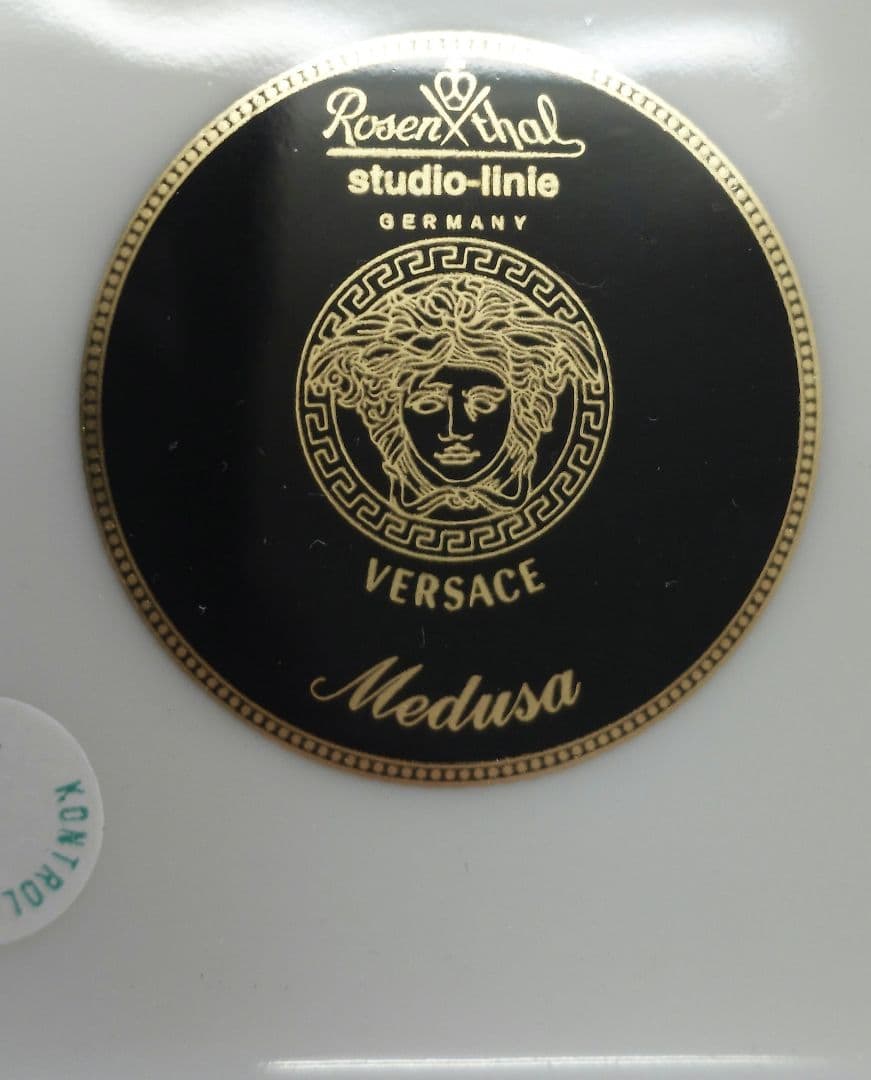 Rosenthal
studio-linie
GERMANY
VERSACE
Medusa
KONTROL